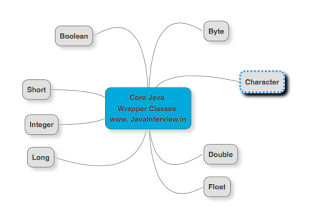 Boolean
Byte
Character
Short
Core Java
Wrapper Classes
www. JavaInterview.in
Integer
Long
Double
Float